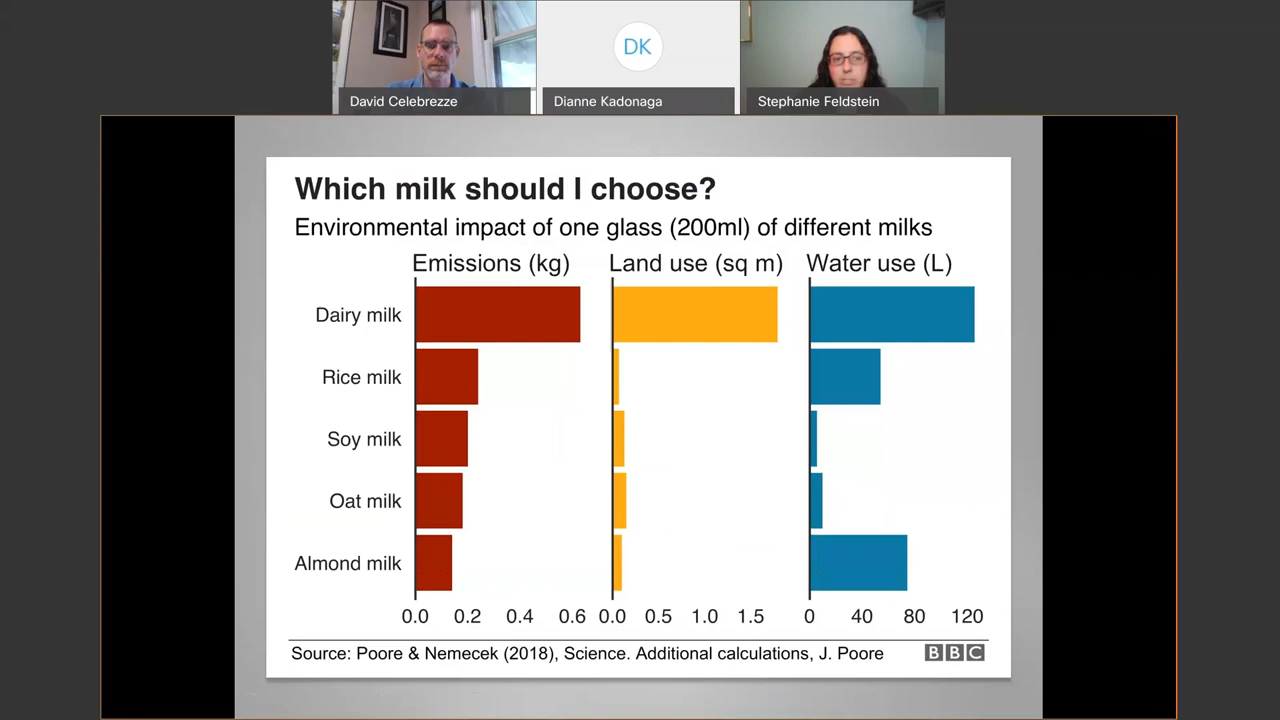 DK
David Celebrezze
Dianne Kadonaga
Stephanie Feldstein
Which milk should I choose?
Environmental impact of one glass (200ml) of different milks
Emissions (kg)
Land use (sq m)
Water use (L)
Dairy milk
Rice milk
Soy milk
Oat milk
Almond milk
0.0 0.2 0.4 0.6
0.0 0.5 1.0 1.5
0 40 80 120
Source: Poore & Nemecek (2018), Science. Additional calculations, J. Poore
BBC